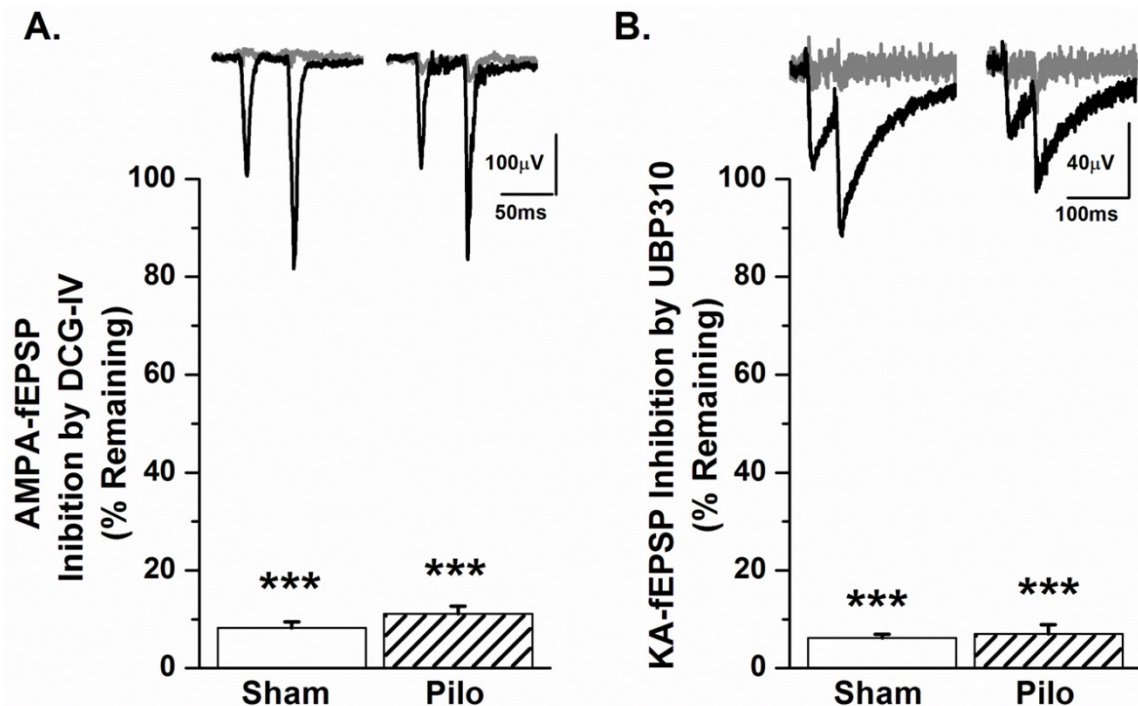 A.
100µV
50ms
AMPA-fEPSP
Inibition by DCG-IV
(% Remaining)
100
80
60
40
20
0
***
***
Sham
Pilo
B.
40µV
100ms
KA-fEPSP Inhibition by UBP310
(% Remaining)
100
80
60
40
20
0
***
***
Sham
Pilo